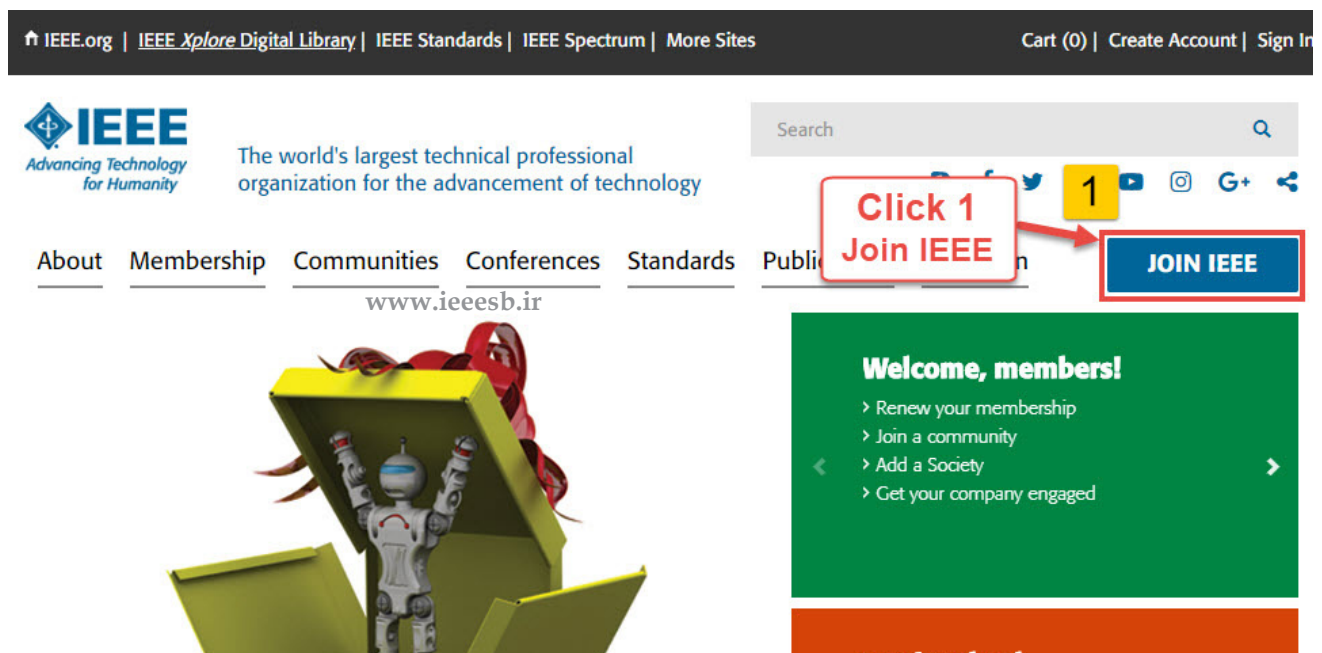 IEEE.org | IEEE Xplore Digital Library | IEEE Standards | IEEE Spectrum | More Sites
Cart (0) | Create Account | Sign In
IEEE
Advancing Technology
for Humanity
The world's largest technical professional
organization for the advancement of technology
Search
1
G+
Click 1
Join IEEE
About Membership Communities Conferences Standards
JOIN IEEE
www.ieeesb.ir
Welcome, members!
› Renew your membership
› Join a community
› Add a Society
› Get your company engaged